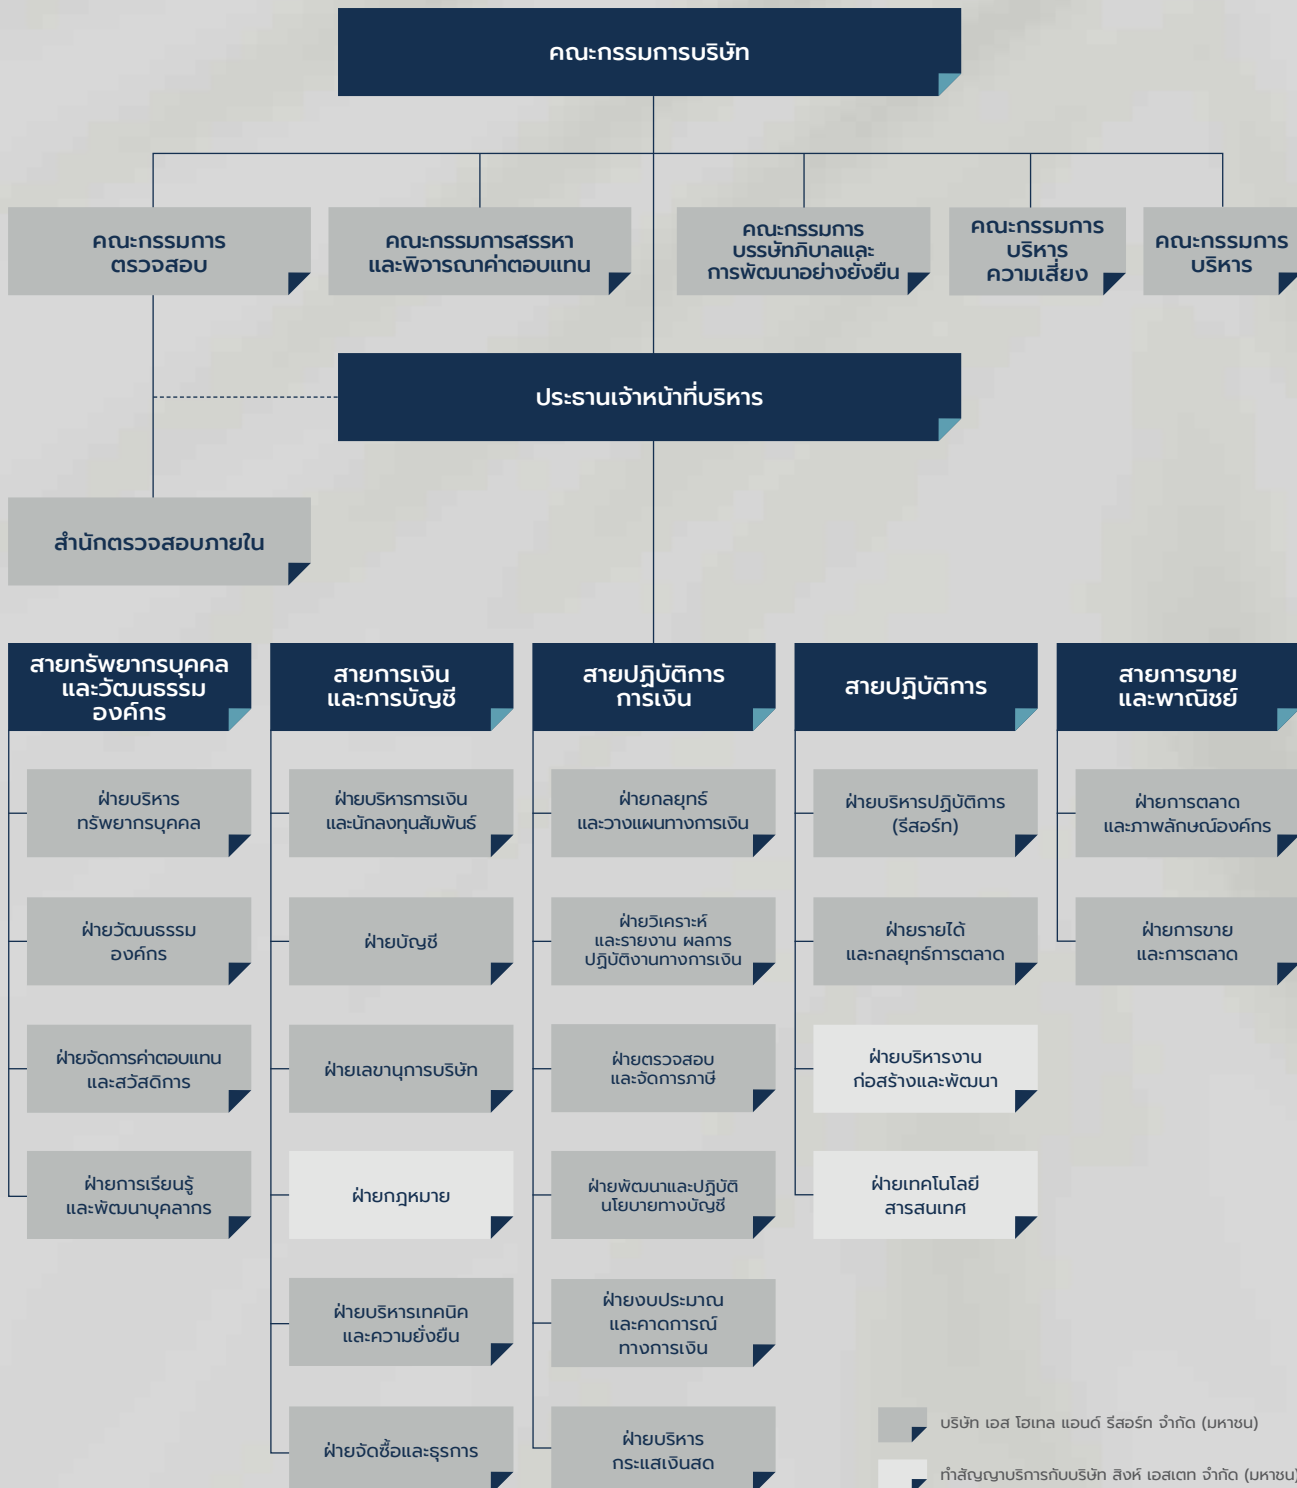 คณะกรรมการบริษัท
คณะกรรมการ
ตรวจสอบ
คณะกรรมการสรรหา
และพิจารณาค่าตอบแทน
คณะกรรมการ
บรรษัทภิบาลและ
การพัฒนาอย่างยั่งยืน
คณะกรรมการ
บริหาร
ความเสี่ยง
คณะกรรมการ
บริหาร
ประธานเจ้าหน้าที่บริหาร
สำนักตรวจสอบภายใน
สายทรัพยากรบุคคล
และวัฒนธรรม
องค์กร
ฝ่ายบริหาร
ทรัพยากรบุคคล
ฝ่ายวัฒนธรรม
องค์กร
ฝ่ายจัดการค่าตอบแทน
และสวัสดิการ
ฝ่ายการเรียนรู้
และพัฒนาบุคลากร
สายการเงิน
และการบัญชี
ฝ่ายบริหารการเงิน
และนักลงทุนสัมพันธ์
ฝ่ายบัญชี
ฝ่ายเลขานุการบริษัท
ฝ่ายกฎหมาย
ฝ่ายบริหารเทคนิค
และความยั่งยืน
ฝ่ายจัดซื้อและธุรการ
สายปฏิบัติการ
การเงิน
ฝ่ายกลยุทธ์
และวางแผนทางการเงิน
ฝ่ายวิเคราะห์
และรายงาน ผลการ
ปฏิบัติงานทางการเงิน
ฝ่ายตรวจสอบ
และจัดการภาษี
ฝ่ายพัฒนาและปฏิบัติ
นโยบายทางบัญชี
ฝ่ายงบประมาณ
และคาดการณ์
ทางการเงิน
ฝ่ายบริหาร
กระแสเงินสด
สายปฏิบัติการ
ฝ่ายบริหารปฏิบัติการ
(รีสอร์ท)
ฝ่ายรายได้
และกลยุทธ์การตลาด
ฝ่ายบริหารงาน
ก่อสร้างและพัฒนา
ฝ่ายเทคโนโลยี
สารสนเทศ
สายการขาย
และพาณิชย์
ฝ่ายการตลาด
และภาพลักษณ์องค์กร
ฝ่ายการขาย
และการตลาด
บริษัท เอส โฮเทล แอนด์ รีสอร์ท จำกัด (มหาชน)
ทำสัญญาบริการกับบริษัท สิงห์ เอสเตท จำกัด (มหาชน)